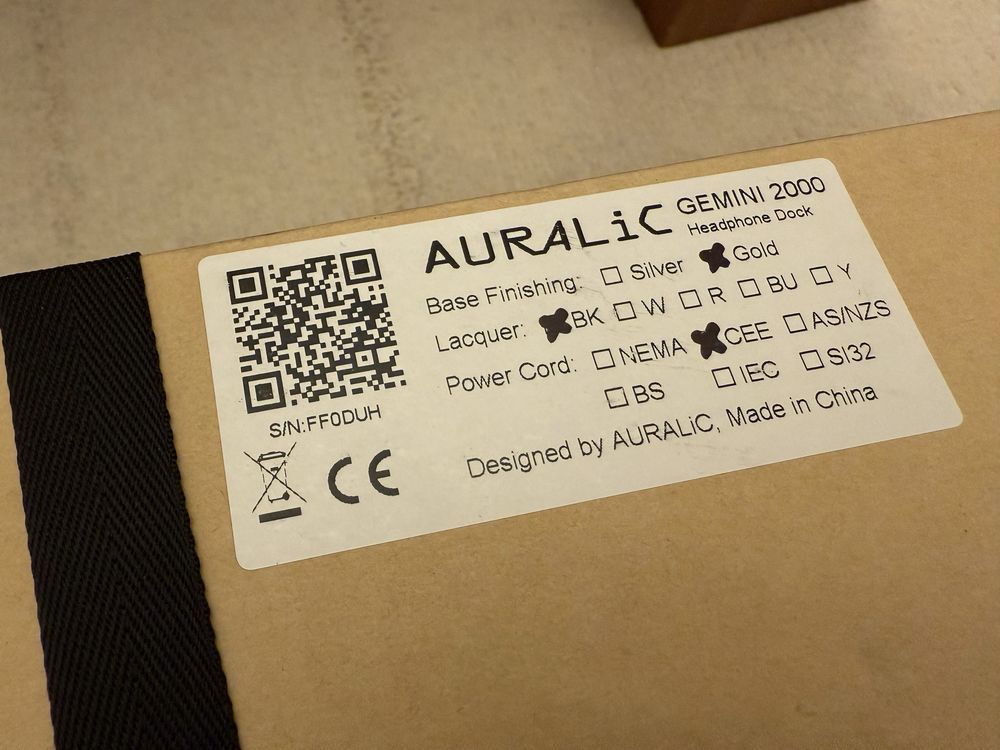 AURALiC GEMINI 2000
Headphone Dock
Base Finishing: Silver Gold
Lacquer: BK W R BU Y
Power Cord: NEMA CEE AS/NZS
BS IEC SI32
Designed by AURALiC, Made in China
S/N:FF0DUH
CE